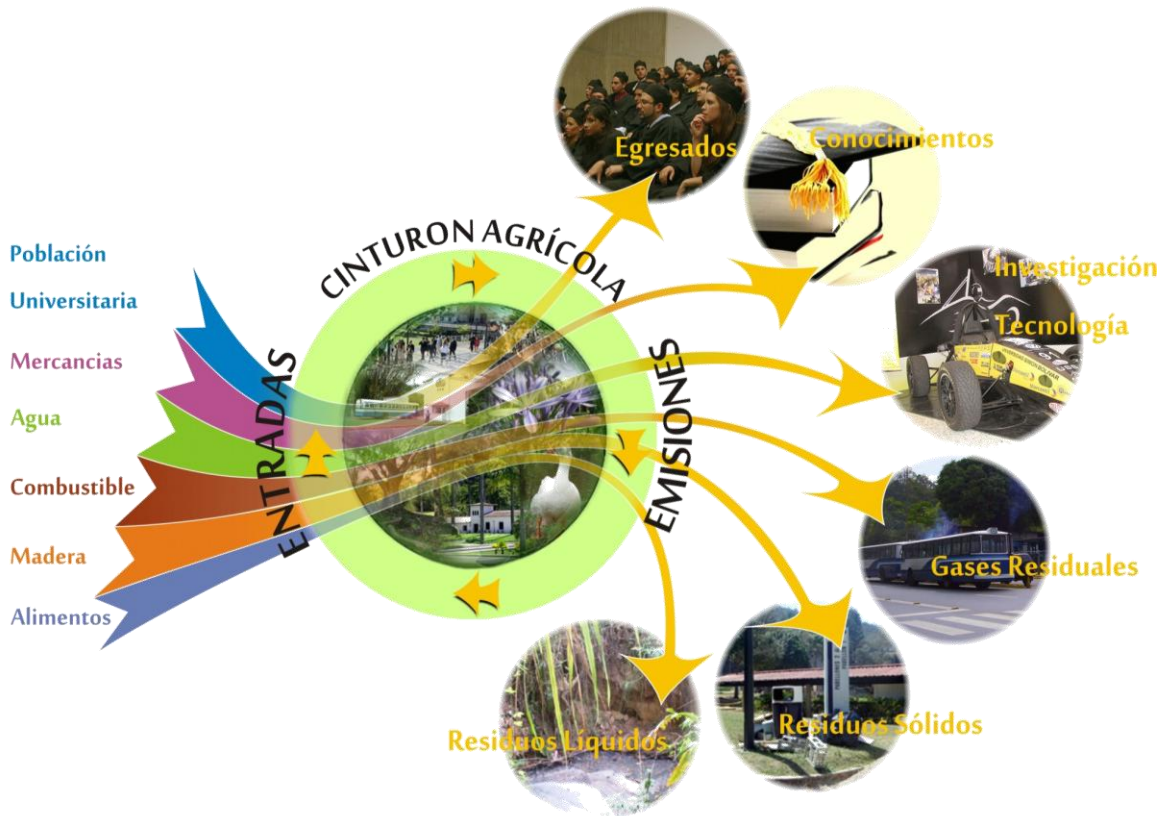 Población
Universitaria
Mercancias
Agua
Combustible
Madera
Alimentos
ENTRADAS
CINTURON AGRÍCOLA
EMISIONES
Egresados
Conocimientos
Investigación
Tecnología
Gases Residuales
Residuos Sólidos
Residuos Líquidos